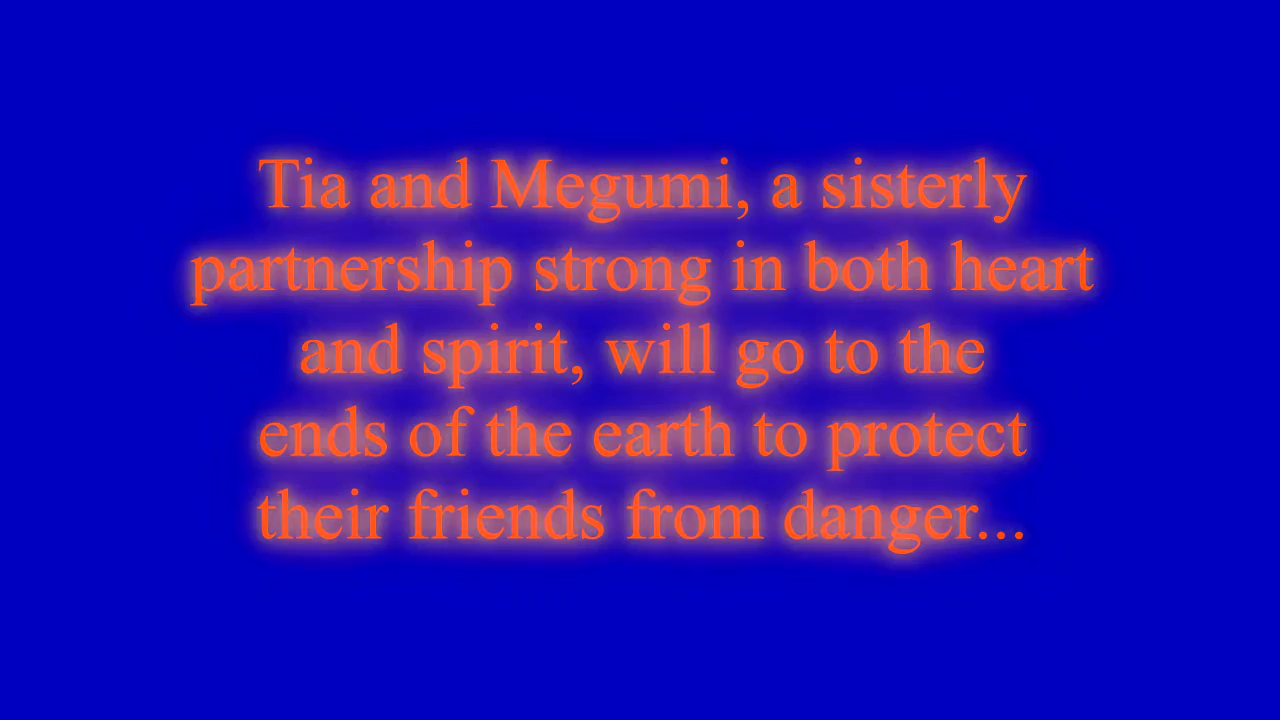 Tia and Megumi, a sisterly
partnership strong in both heart
and spirit, will go to the
ends of the earth to protect
their friends from danger...